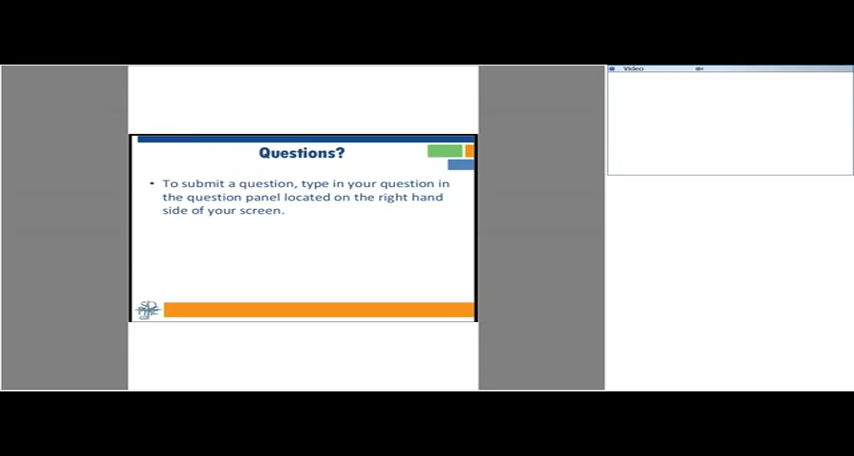 Video
Questions?
• To submit a question, type in your question in
the question panel located on the right hand
side of your screen.